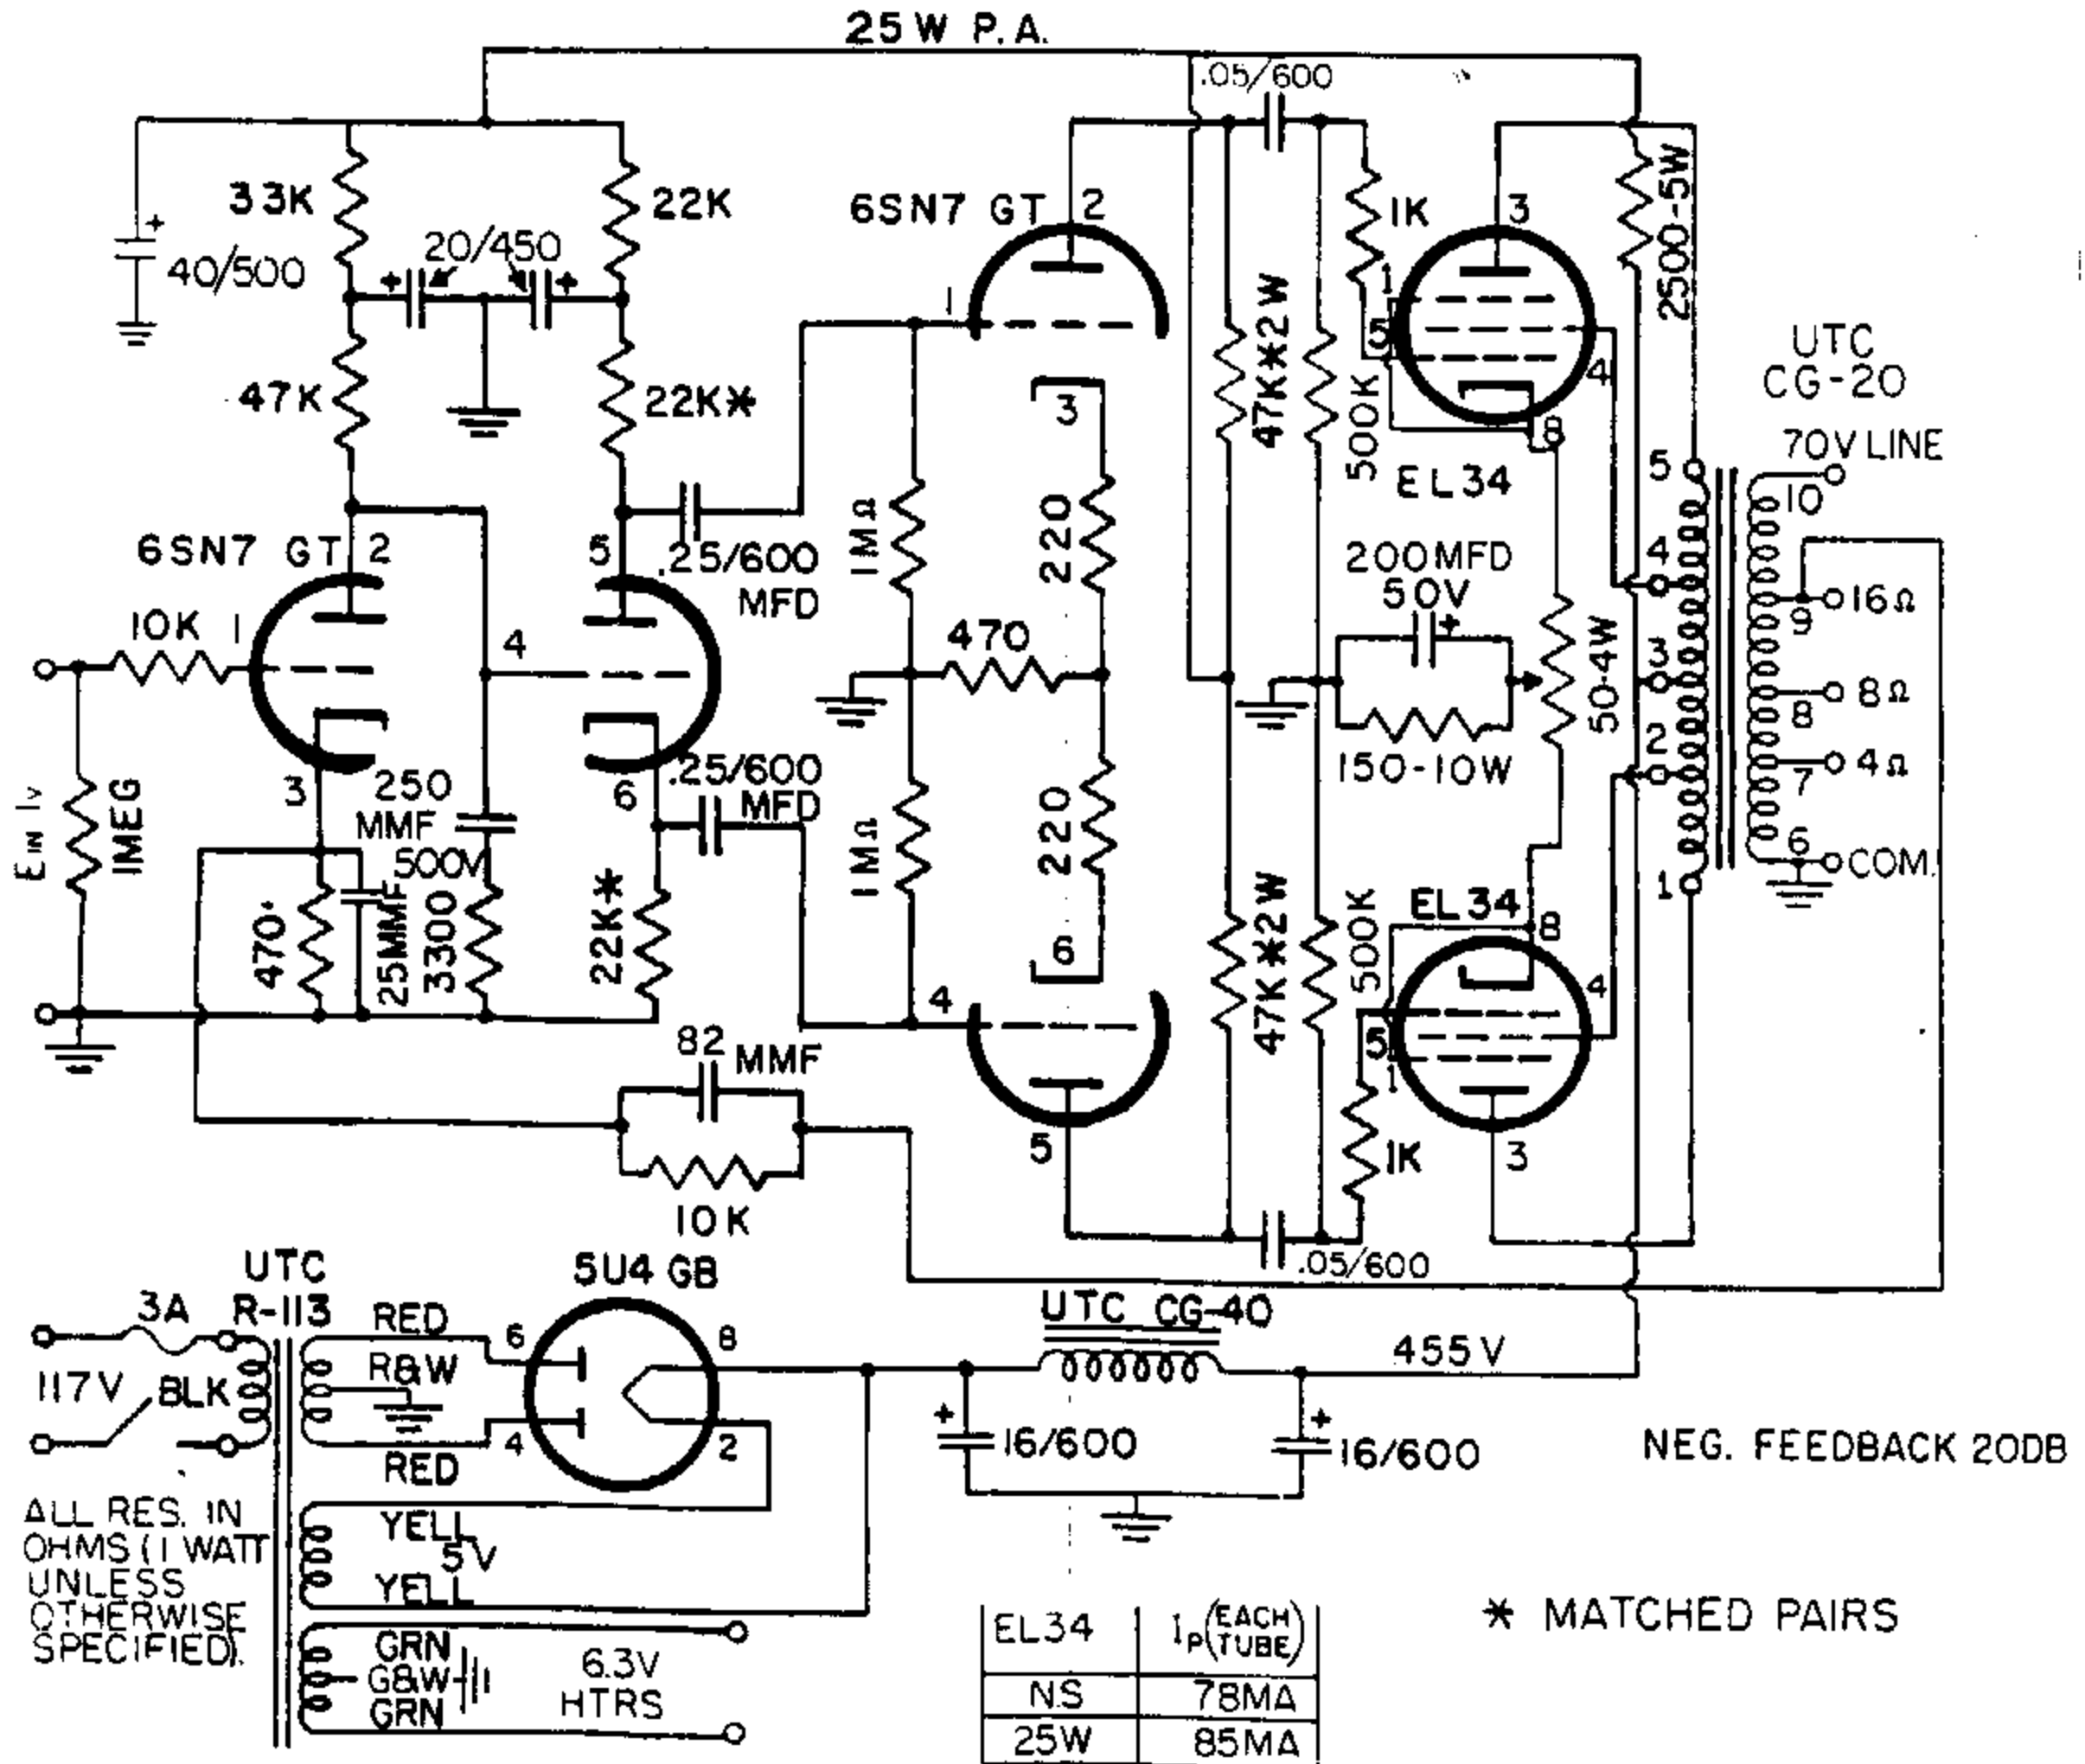 25 W P.A.
.05/600
33K
22K
6SN7 GT 2
1K
3
2500-5W
40/500
20/450
1
1
5
4
UTC
CG-20
47K
22K*
3
47K*2W
500K
8
EL34
5
70V LINE
10
6SN7 GT 2
5
.25/600
MFD
1MΩ
220
200MFD
50V
4
16Ω
9
10K
1
4
470
50-4W
3
8Ω
8
150-10W
2
4Ω
7
3
250
MMF
500V
6
.25/600
MFD
1MΩ
220
6
COM.
1
EIN 1V
1MEG
470
25MMF
3300
22K*
6
47K*2W
500K
EL34
8
4
4
5
1
82
MMF
5
3
1K
10K
.05/600
UTC
R-113
5U4 GB
UTC CG-40
3A
RED
6
8
455V
117V
BLK
R&W
4
2
RED
+
16/600
+
16/600
NEG. FEEDBACK 20DB
ALL RES. IN
OHMS (1 WATT
UNLESS
OTHERWISE
SPECIFIED).
YELL
5V
YELL
GRN
G&W
GRN
6.3V
HTRS
EL34 IP(EACH TUBE)
NS 78MA
25W 85MA
* MATCHED PAIRS